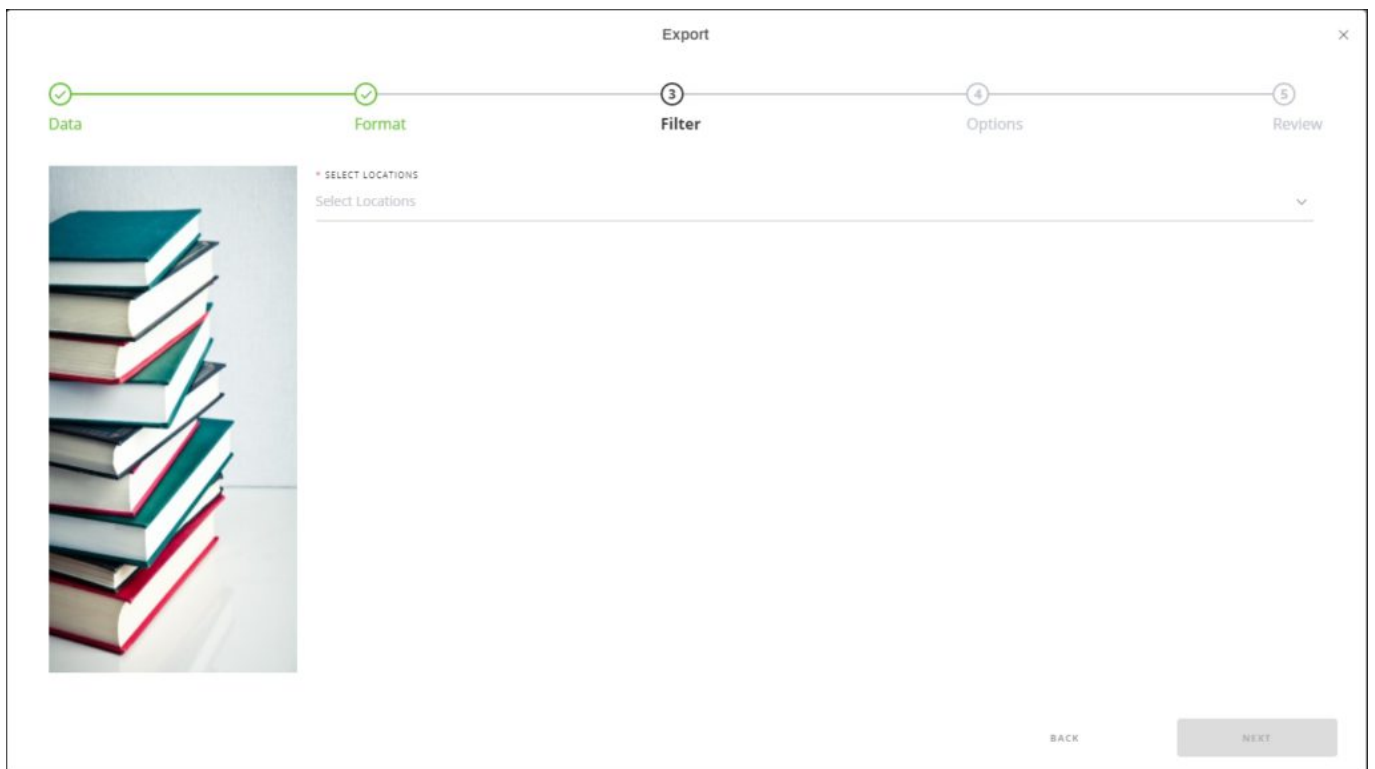 Export
3
4
5
Data
Format
Filter
Options
Review
* SELECT LOCATIONS
Select Locations
BACK
NEXT